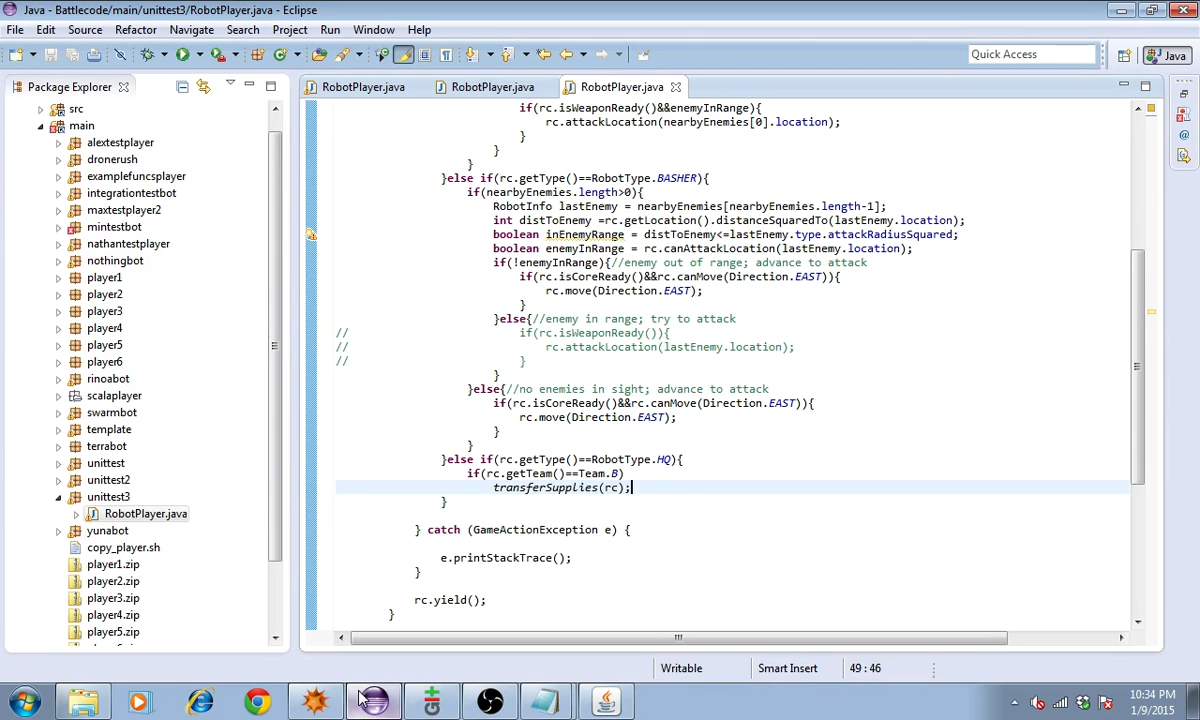 Java - Battlecode/main/unittest3/RobotPlayer.java - Eclipse
File Edit Source Refactor Navigate Search Project Run Window Help
Quick Access
Java
Package Explorer
RobotPlayer.java
RobotPlayer.java
RobotPlayer.java
src
main
alextestplayer
dronerush
examplefuncsplayer
integrationtestbot
maxtestplayer2
mintestbot
nathantestplayer
nothingbot
player1
player2
player3
player4
player5
player6
rinoabot
scalaplayer
swarmbot
template
terrabot
unittest
unittest2
unittest3
RobotPlayer.java
yunabot
copy_player.sh
player1.zip
player2.zip
player3.zip
player4.zip
player5.zip
if(rc.isWeaponReady()&&enemyInRange){
rc.attackLocation(nearbyEnemies[0].location);
}
}
}
}else if(rc.getType()==RobotType.BASHER){
if(nearbyEnemies.length>0){
RobotInfo lastEnemy = nearbyEnemies[nearbyEnemies.length-1];
int distToEnemy =rc.getLocation().distanceSquaredTo(lastEnemy.location);
boolean inEnemyRange = distToEnemy<=lastEnemy.type.attackRadiusSquared;
boolean enemyInRange = rc.canAttackLocation(lastEnemy.location);
if(!enemyInRange){//enemy out of range; advance to attack
if(rc.isCoreReady()&&rc.canMove(Direction.EAST)){
rc.move(Direction.EAST);
}
}else{//enemy in range; try to attack
// if(rc.isWeaponReady()){
// rc.attackLocation(lastEnemy.location);
// }
}
}else{//no enemies in sight; advance to attack
if(rc.isCoreReady()&&rc.canMove(Direction.EAST)){
rc.move(Direction.EAST);
}
}
}else if(rc.getType()==RobotType.HQ){
if(rc.getTeam()==Team.B)
transferSupplies(rc);
}
} catch (GameActionException e) {
e.printStackTrace();
}
rc.yield();
}
Writable
Smart Insert
49 : 46
10:34 PM
1/9/2015